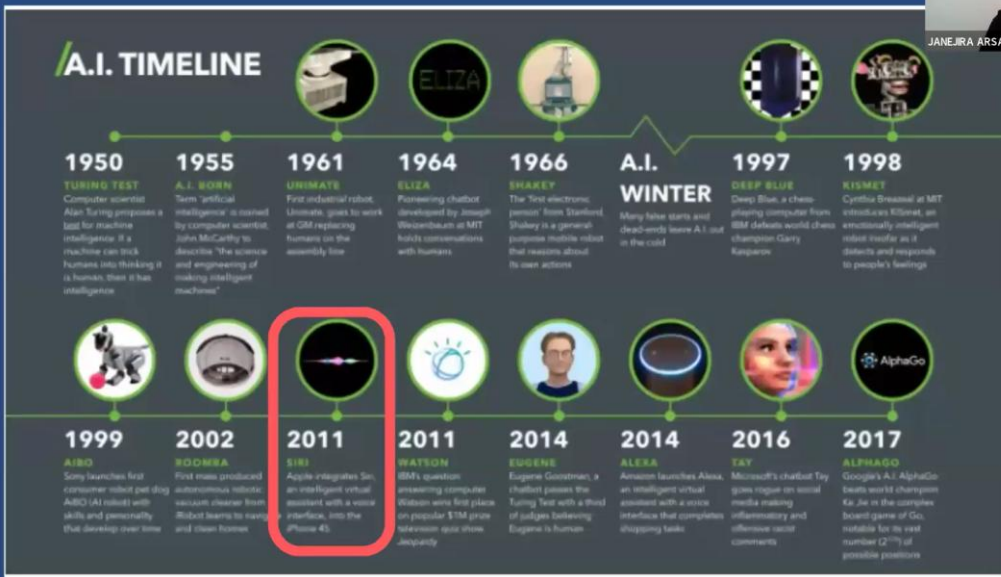 JANEJIRA ARSA
A.I. TIMELINE
ELIZA
1950
TURING TEST
Computer scientist
Alan Turing proposes a
test for machine
intelligence. If a
machine can trick
humans into thinking it
is human, then it has
intelligence
1955
A.I. BORN
Term 'artificial
intelligence' is coined
by computer scientist,
John McCarthy to
describe "the science
and engineering of
making intelligent
machines"
1961
UNIMATE
First industrial robot,
Unimate, goes to work
at GM replacing
humans on the
assembly line
1964
ELIZA
Pioneering chatbot
developed by Joseph
Weizenbaum at MIT
holds conversations
with humans
1966
SHAKEY
The 'first electronic
person' from Stanford,
Shakey is a general-
purpose mobile robot
that reasons about
its own actions
A.I.
WINTER
Many false starts and
dead-ends leave A.I. out
in the cold
1997
DEEP BLUE
Deep Blue, a chess-
playing computer from
IBM defeats world chess
champion Garry
Kasparov
1998
KISMET
Cynthia Breazeal at MIT
introduces KISmet, an
emotionally intelligent
robot insofar as it
detects and responds
to people's feelings
AlphaGo
1999
AIBO
Sony launches first
consumer robot pet dog
AiBO (AI robot) with
skills and personality
that develop over time
2002
ROOMBA
First mass produced
autonomous robotic
vacuum cleaner from
iRobot learns to navig
and clean homes
2011
SIRI
Apple integrates Siri,
an intelligent virtual
assistant with a voice
interface, into the
iPhone 4S
2011
WATSON
IBM's question
answering computer
Watson wins first place
on popular $1M prize
television quiz show
Jeopardy
2014
EUGENE
Eugene Goostman, a
chatbot passes the
Turing Test with a third
of judges believing
Eugene is human
2014
ALEXA
Amazon launches Alexa,
an intelligent virtual
assistant with a voice
interface that completes
shopping tasks
2016
TAY
Microsoft's chatbot Tay
goes rogue on social
media making
inflammatory and
offensive racist
comments
2017
ALPHAGO
Google's A.I. AlphaGo
beats world champion
Ke Jie in the complex
board game of Go,
notable for its vast
number of
possible positions